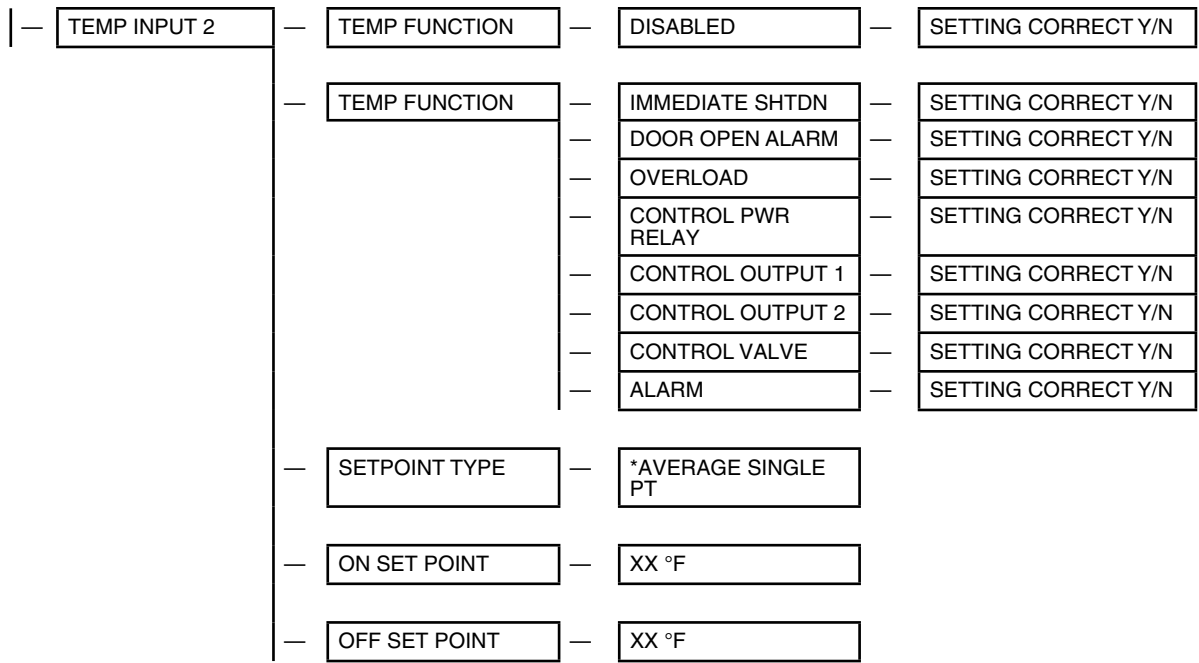 TEMP INPUT 2
TEMP FUNCTION
DISABLED
SETTING CORRECT Y/N
TEMP FUNCTION
IMMEDIATE SHTDN
SETTING CORRECT Y/N
DOOR OPEN ALARM
SETTING CORRECT Y/N
OVERLOAD
SETTING CORRECT Y/N
CONTROL PWR
RELAY
SETTING CORRECT Y/N
CONTROL OUTPUT 1
SETTING CORRECT Y/N
CONTROL OUTPUT 2
SETTING CORRECT Y/N
CONTROL VALVE
SETTING CORRECT Y/N
ALARM
SETTING CORRECT Y/N
SETPOINT TYPE
*AVERAGE SINGLE
PT
ON SET POINT
XX °F
OFF SET POINT
XX °F